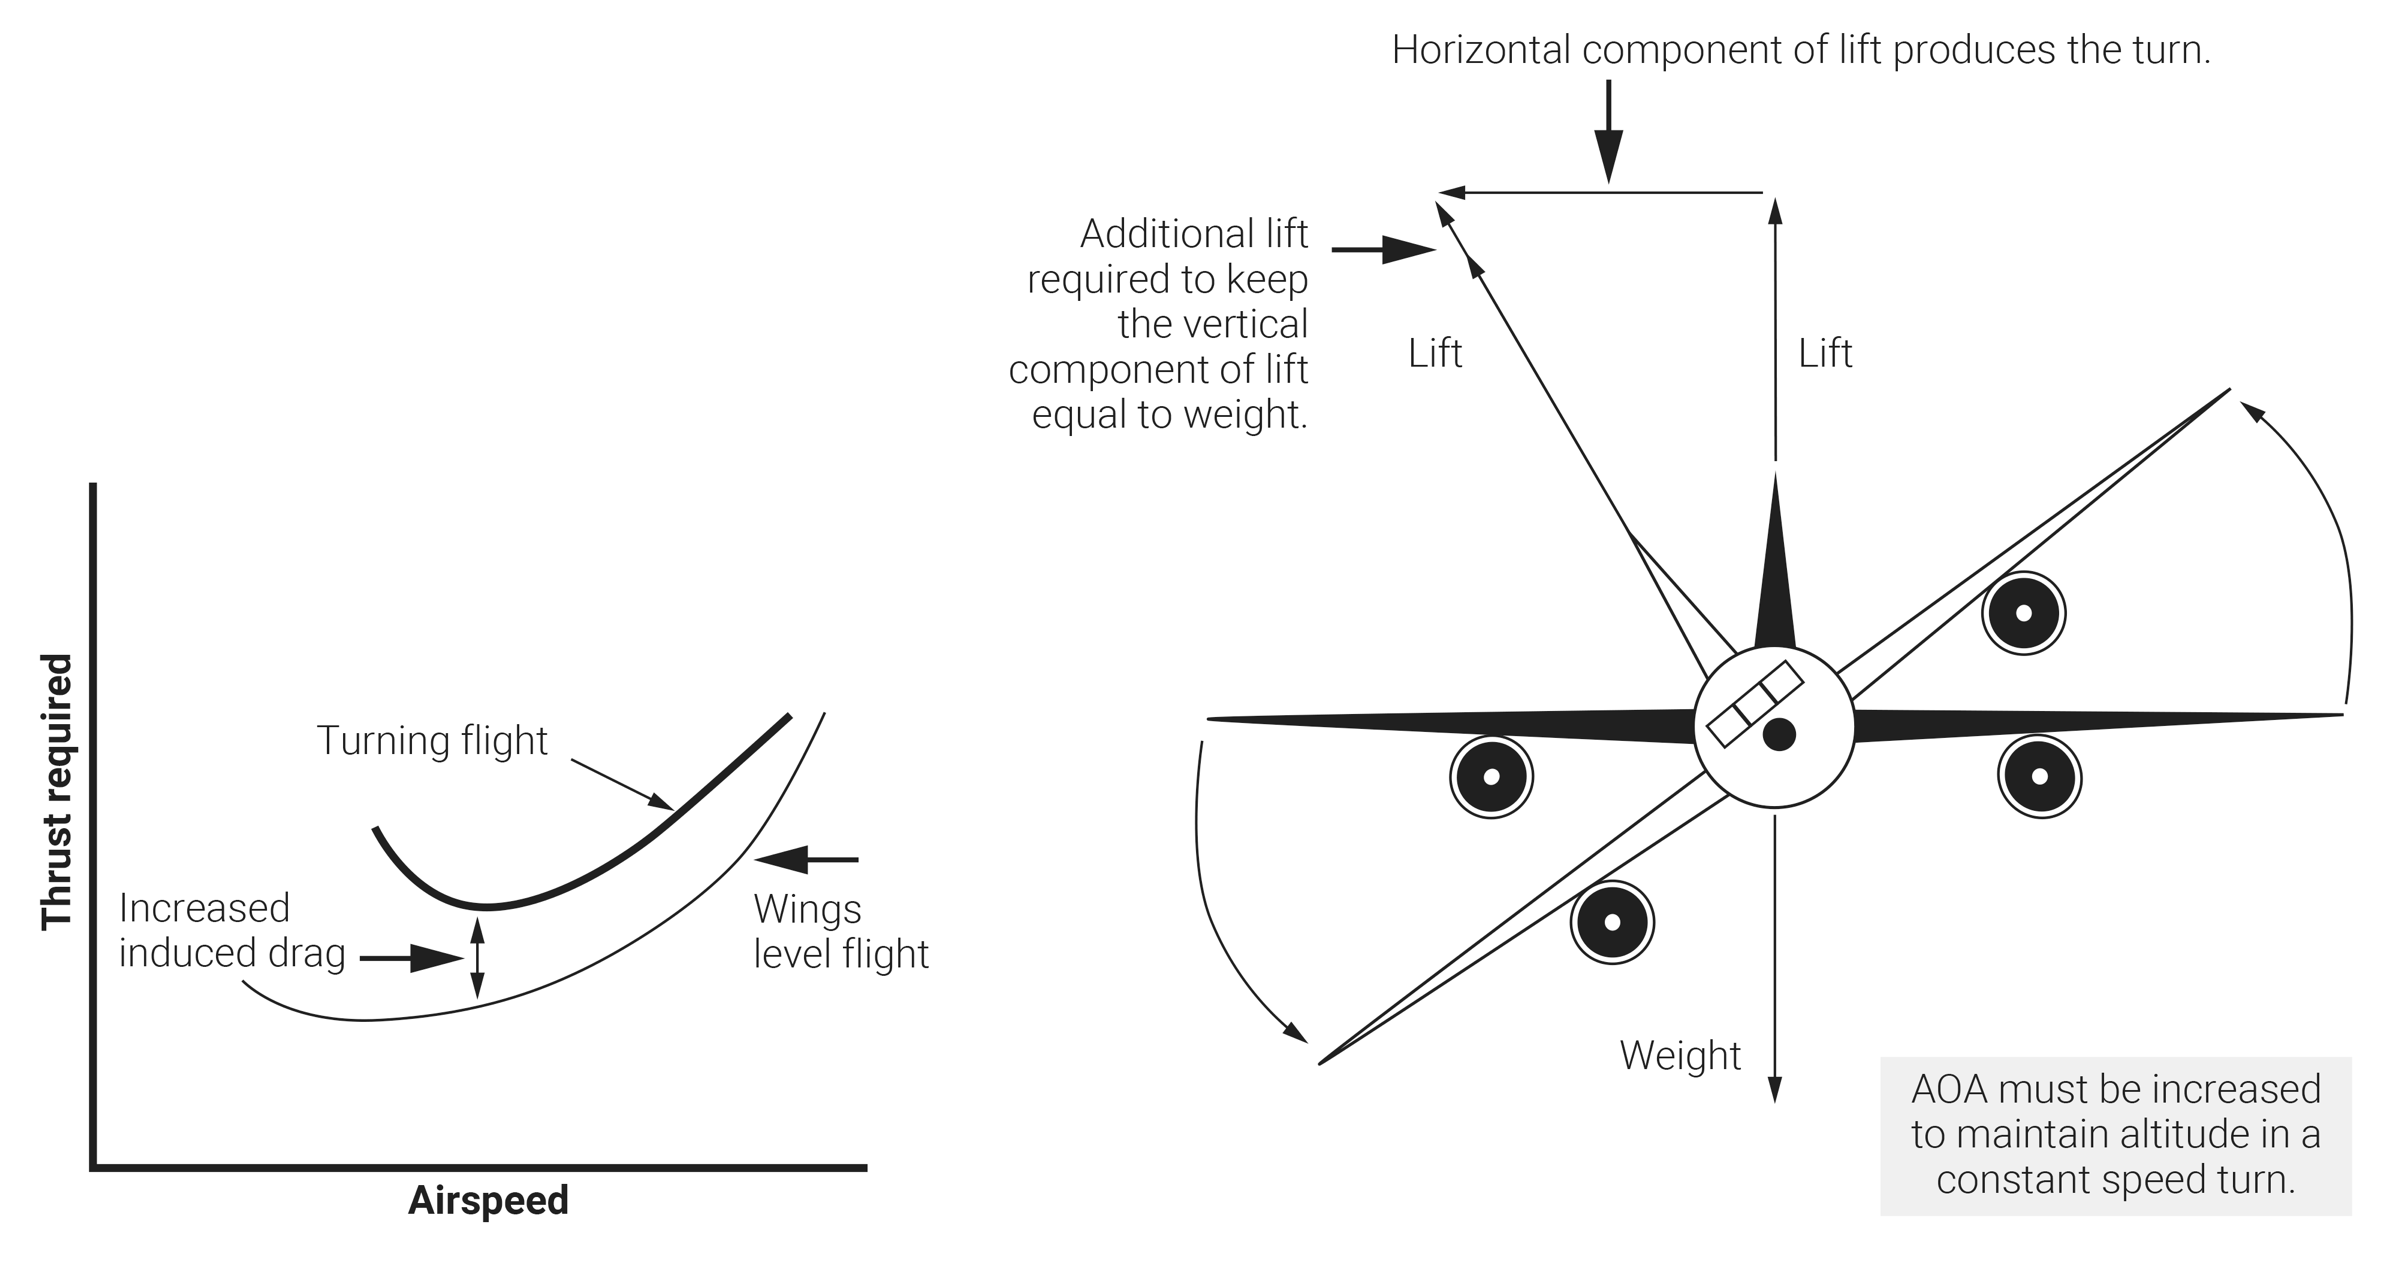 Horizontal component of lift produces the turn.
Additional lift
required to keep
the vertical
component of lift
equal to weight.
Lift
Lift
Thrust required
Turning flight
Increased
induced drag
Wings
level flight
Airspeed
Weight
AOA must be increased
to maintain altitude in a
constant speed turn.